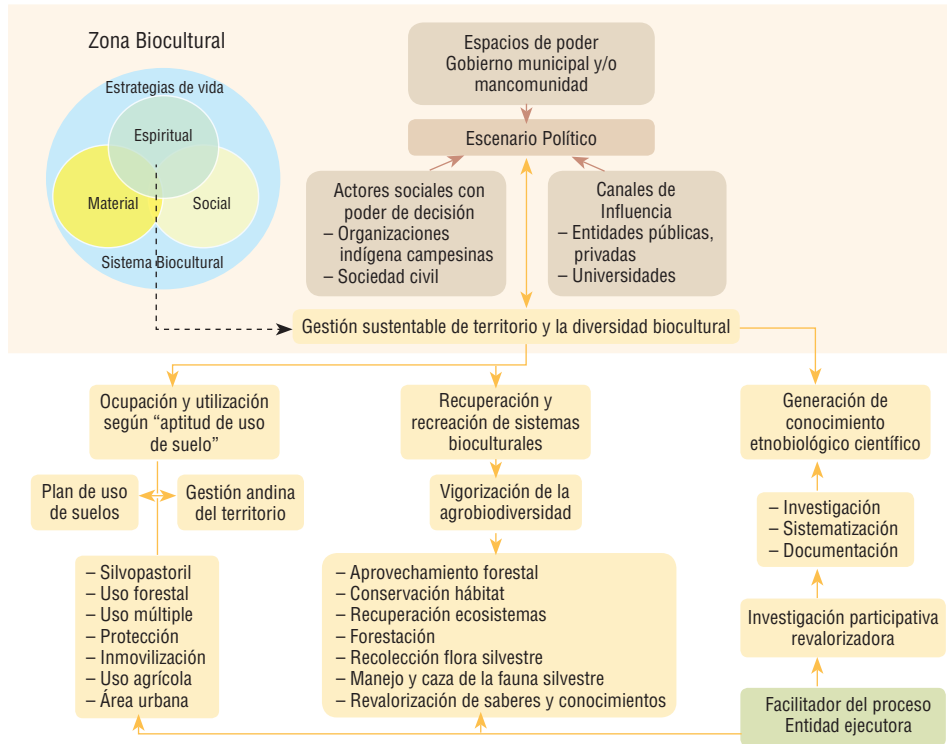 Zona Biocultural
Estrategias de vida
Espiritual
Material
Social
Sistema Biocultural
Espacios de poder
Gobierno municipal y/o
mancomunidad
Escenario Político
Actores sociales con
poder de decisión
– Organizaciones
indígena campesinas
– Sociedad civil
Canales de
Influencia
– Entidades públicas,
privadas
– Universidades
Gestión sustentable de territorio y la diversidad biocultural
Ocupación y utilización
según “aptitud de uso
de suelo”
Plan de uso
de suelos
Gestión andina
del territorio
– Silvopastoril
– Uso forestal
– Uso múltiple
– Protección
– Inmovilización
– Uso agrícola
– Área urbana
Recuperación y
recreación de sistemas
bioculturales
Vigorización de la
agrobiodiversidad
– Aprovechamiento forestal
– Conservación hábitat
– Recuperación ecosistemas
– Forestación
– Recolección flora silvestre
– Manejo y caza de la fauna silvestre
– Revalorización de saberes y conocimientos
Generación de
conocimiento
etnobiológico científico
– Investigación
– Sistematización
– Documentación
Investigación participativa
revalorizadora
Facilitador del proceso
Entidad ejecutora